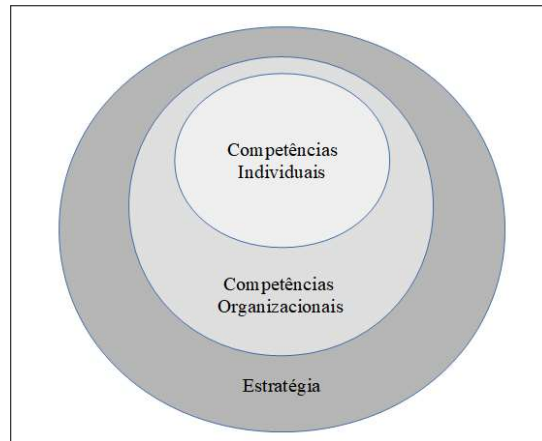 Competências
Individuais
Competências
Organizacionais
Estratégia